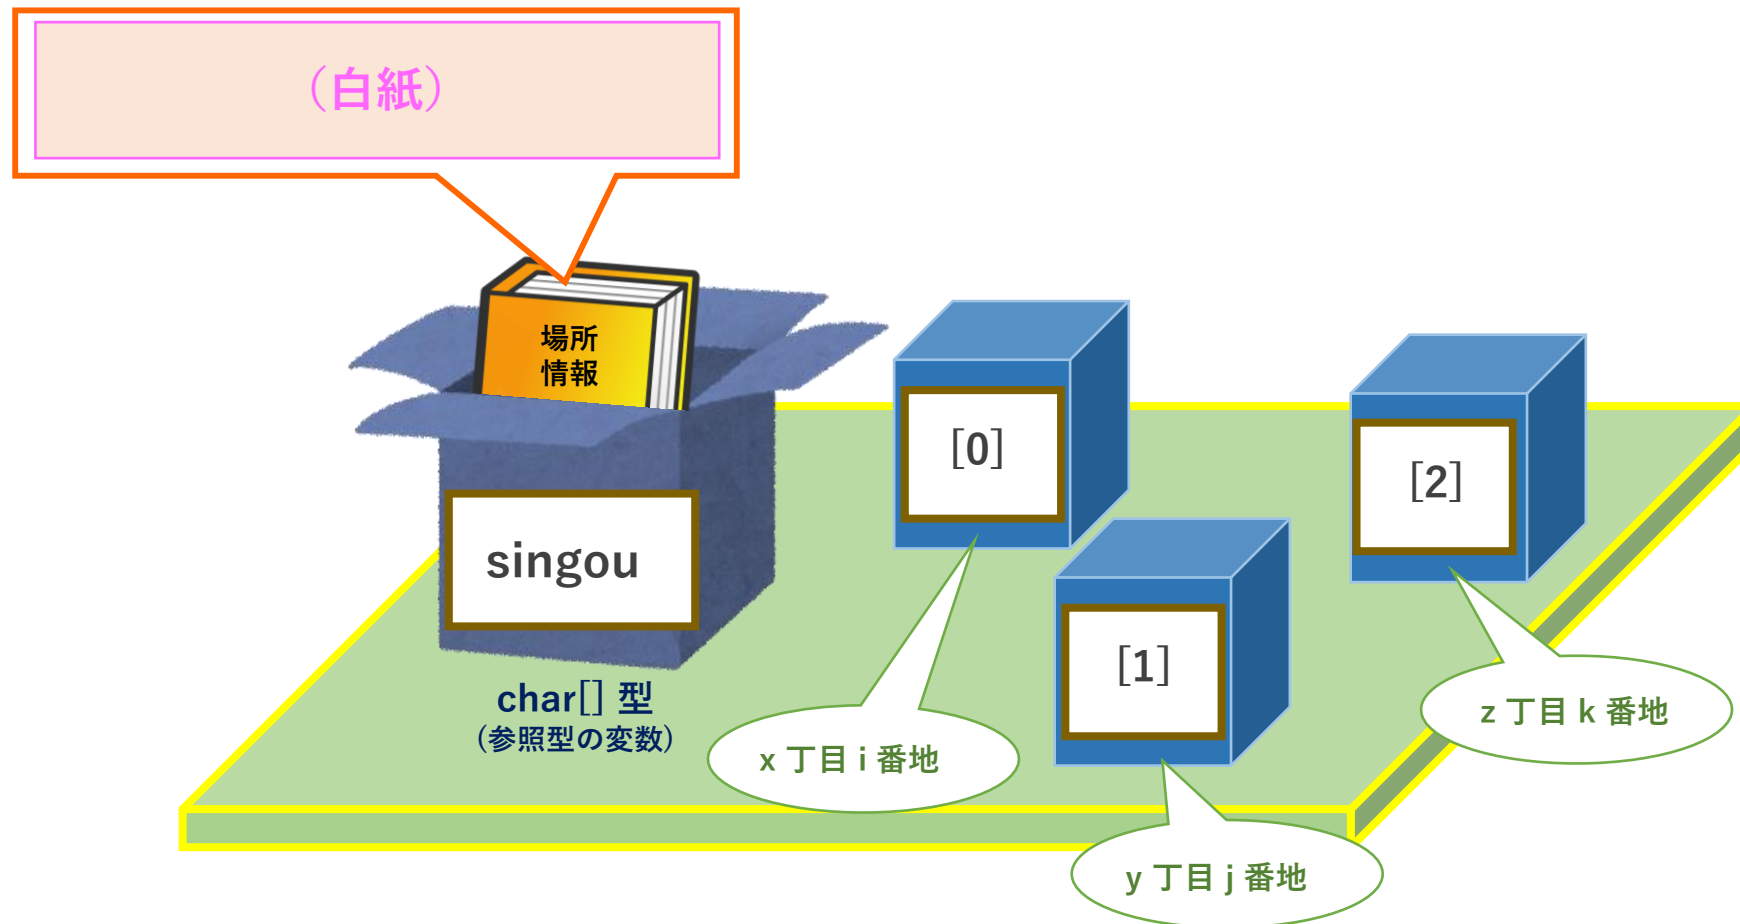 （白紙）
場所
情報
singou
char[] 型
（参照型の変数）
[0]
[1]
[2]
x 丁目 i 番地
y 丁目 j 番地
z 丁目 k 番地